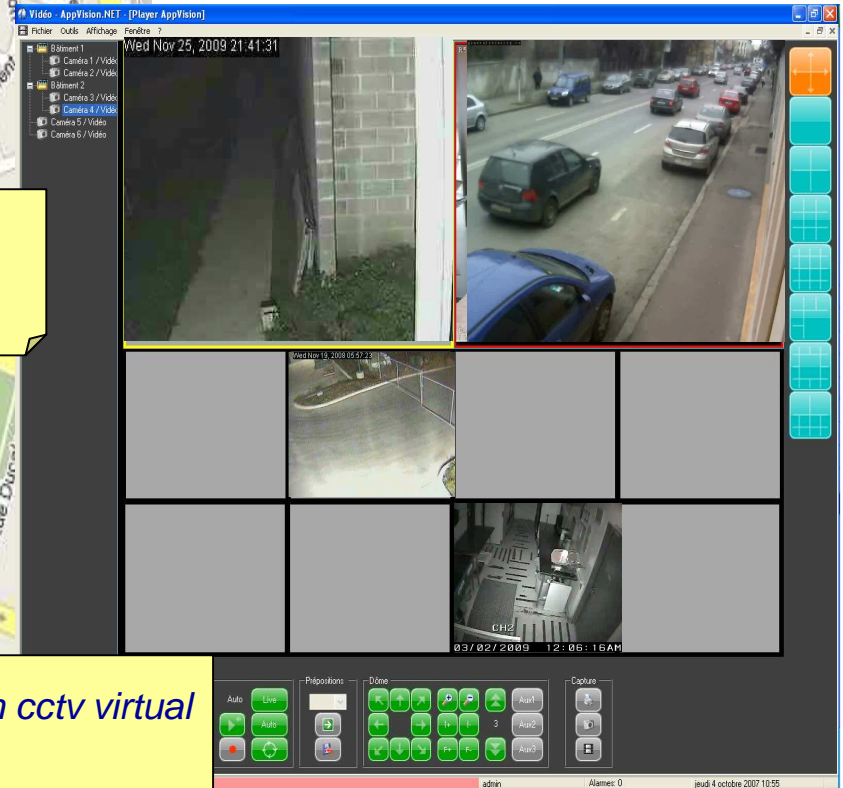 Vidéo - AppVision.NET - [Player AppVision]
Fichier Outils Affichage Fenêtre ?
Bâtiment 1
Caméra 1 / Vidéo
Caméra 2 / Vidéo
Bâtiment 2
Caméra 3 / Vidéo
Caméra 4 / Vidéo
Caméra 5 / Vidéo
Caméra 6 / Vidéo
Wed Nov 25, 2009 21:41:31
Wed Nov 19, 2008 05:57:23
CH2
03/02/2009 12:06:16AM
cctv virtual
Auto Live
Auto
Prépositions
Dôme
I+ I- 3
F+ F-
Aux1
Aux2
Aux3
Capture
admin Alarmes: 0 jeudi 4 octobre 2007 10:55